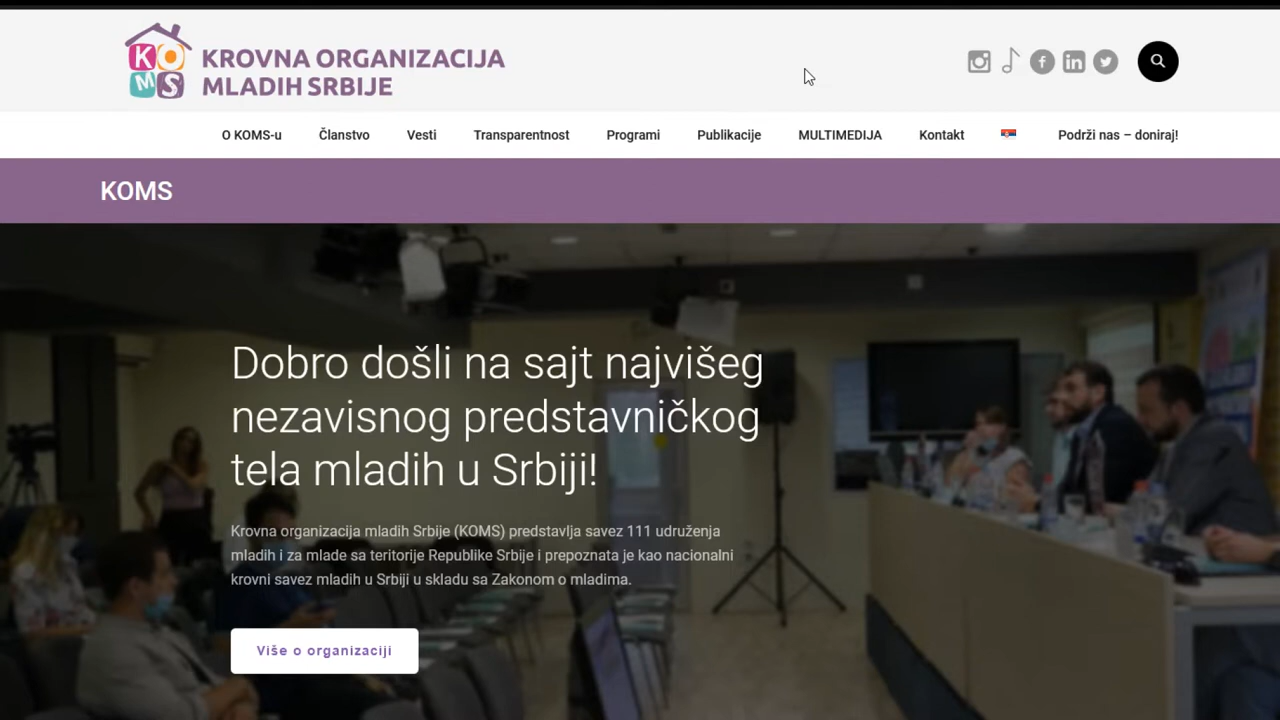 KOMS
KROVNA ORGANIZACIJA
MLADIH SRBIJE
O KOMS-u Članstvo Vesti Transparentnost Programi Publikacije MULTIMEDIJA Kontakt Podrži nas – doniraj!
KOMS
Dobro došli na sajt najvišeg
nezavisnog predstavničkog
tela mladih u Srbiji!
Krovna organizacija mladih Srbije (KOMS) predstavlja savez 111 udruženja
mladih i za mlade sa teritorije Republike Srbije i prepoznata je kao nacionalni
krovni savez mladih u Srbiji u skladu sa Zakonom o mladima.
Više o organizaciji